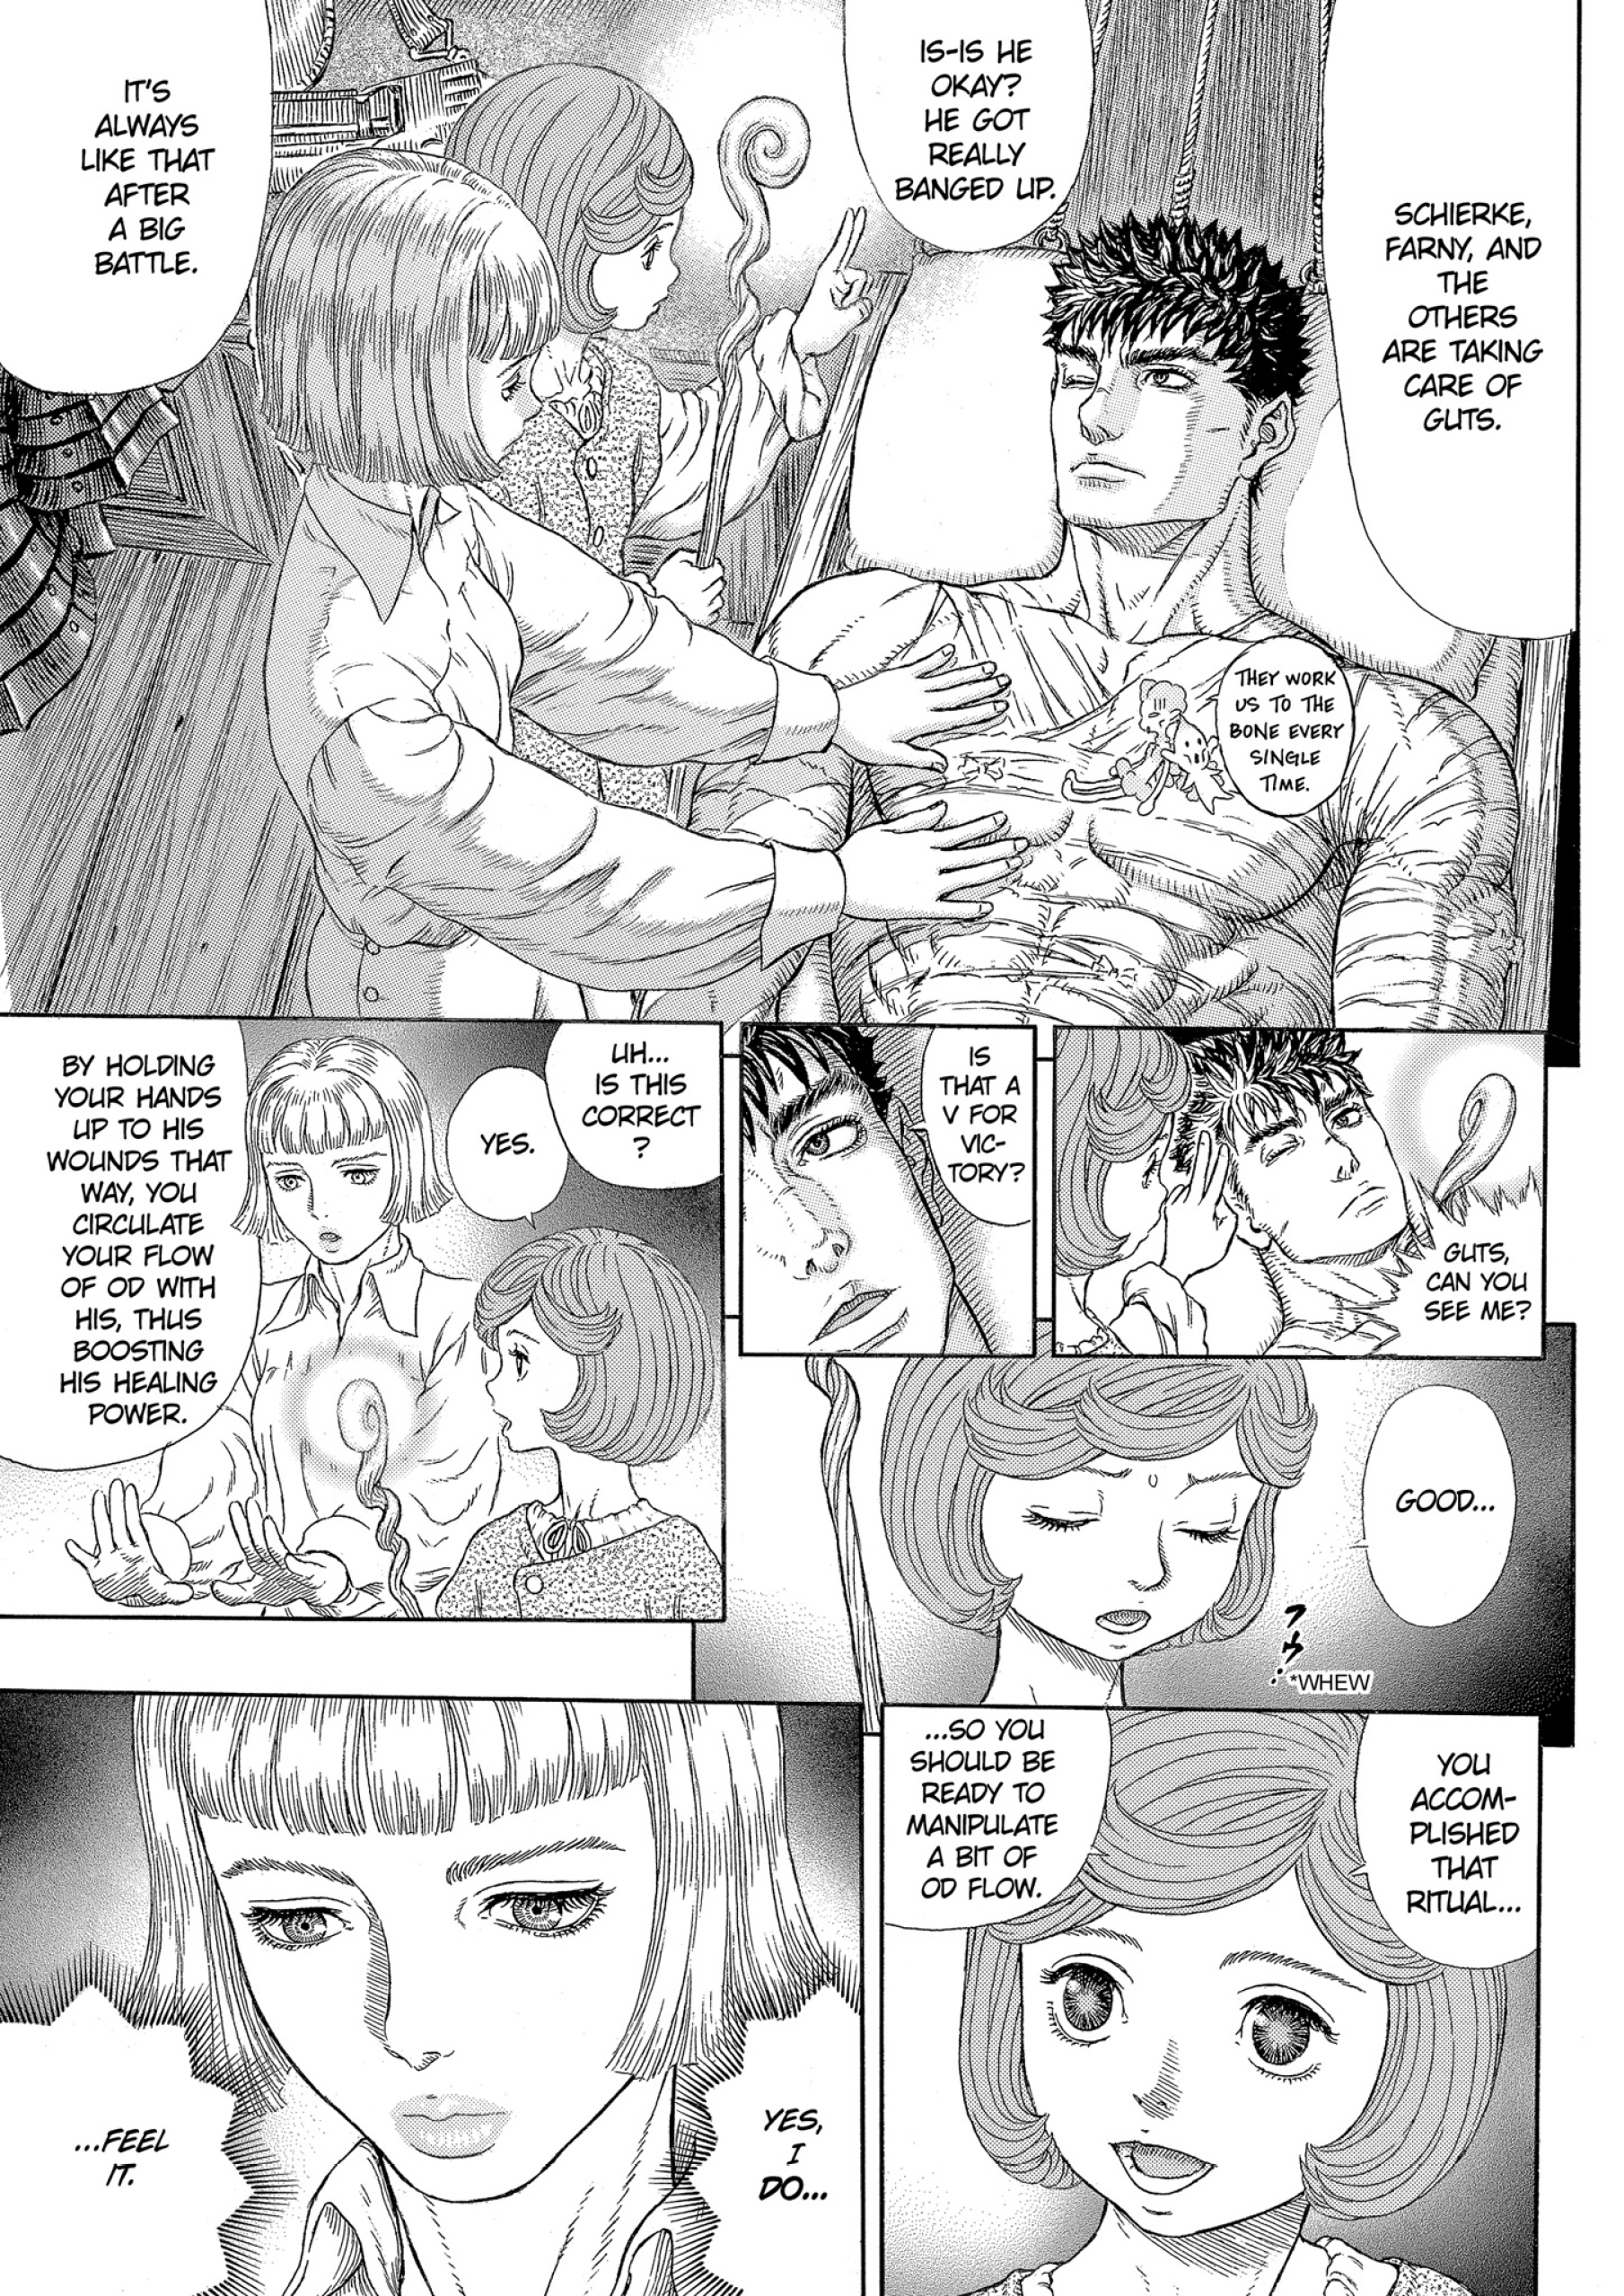 SCHIERKE,
FARNY, AND
THE
OTHERS
ARE TAKING
CARE OF
GUTS.
IS-IS HE
OKAY?
HE GOT
REALLY
BANGED UP.
IT'S
ALWAYS
LIKE THAT
AFTER
A BIG
BATTLE.
THEY WORK
US TO THE
BONE EVERY
SINGLE
TIME.
GUTS,
CAN YOU
SEE ME?
IS
THAT A
V FOR
VIC-
TORY?
GOOD...
フゥ..
*WHEW
UH...
IS THIS
CORRECT
?
YES.
BY HOLDING
YOUR HANDS
UP TO HIS
WOUNDS THAT
WAY, YOU
CIRCULATE
YOUR FLOW
OF OD WITH
HIS, THUS
BOOSTING
HIS HEALING
POWER.
YOU
ACCOM-
PLISHED
THAT
RITUAL...
...SO YOU
SHOULD BE
READY TO
MANIPULATE
A BIT OF
OD FLOW.
YES,
I
DO...
...FEEL
IT.